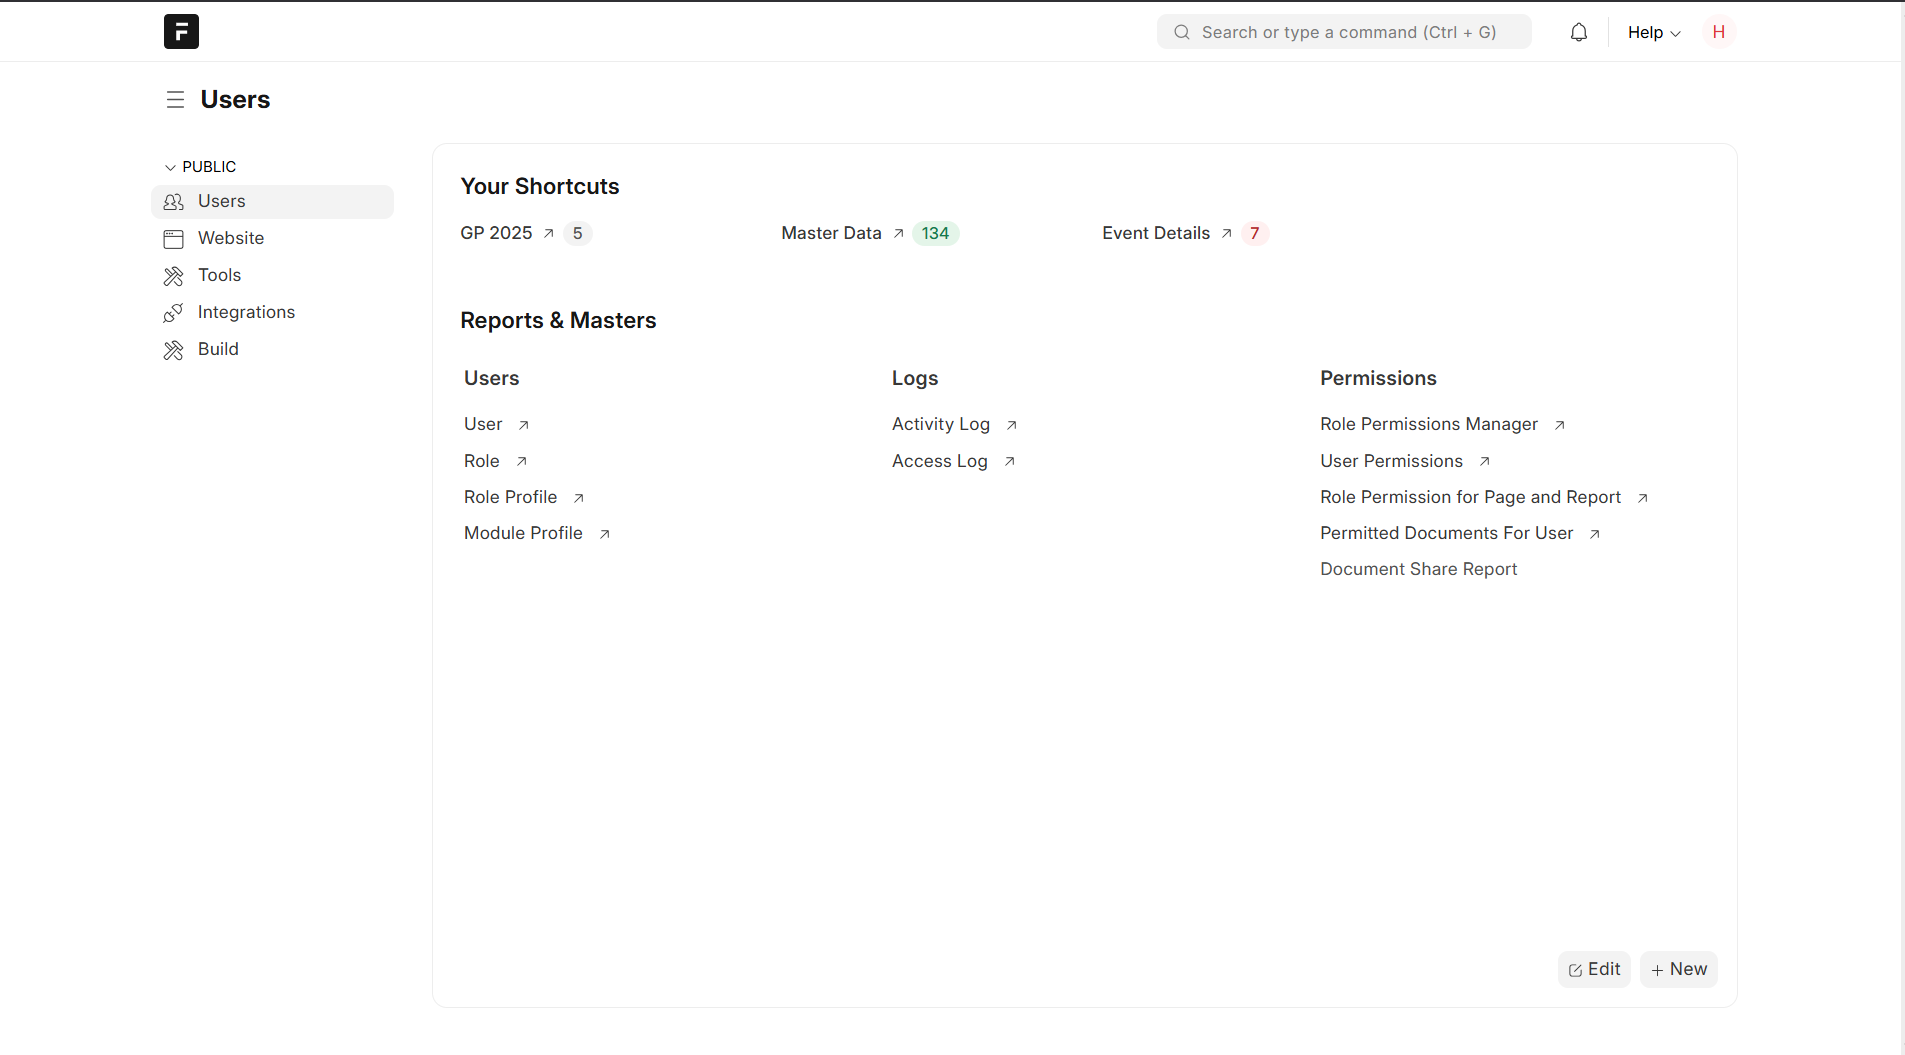 F
Search or type a command (Ctrl + G)
Help
H
Users
PUBLIC
Users
Website
Tools
Integrations
Build
Your Shortcuts
GP 2025 5
Master Data 134
Event Details 7
Reports & Masters
Users
User
Role
Role Profile
Module Profile
Logs
Activity Log
Access Log
Permissions
Role Permissions Manager
User Permissions
Role Permission for Page and Report
Permitted Documents For User
Document Share Report
Edit
+ New